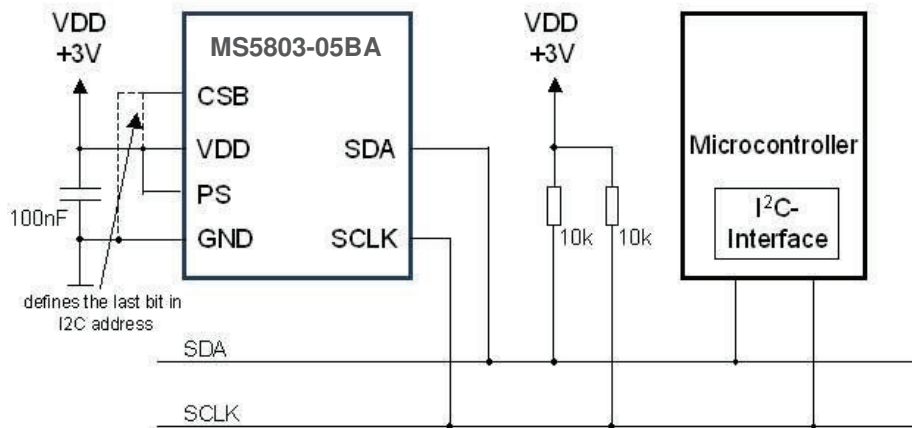 VDD
+3V
MS5803-05BA
CSB
VDD
PS
GND
SDA
SCLK
100nF
defines the last bit in
I2C address
VDD
+3V
10k
10k
Microcontroller
I²C-
Interface
SDA
SCLK